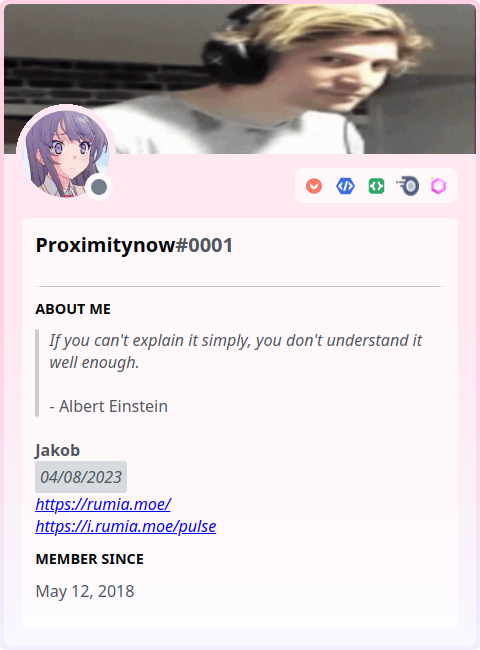 Proximitynow#0001
ABOUT ME
If you can't explain it simply, you don't understand it
well enough.
- Albert Einstein
Jakob
04/08/2023
https://rumia.moe/
https://i.rumia.moe/pulse
MEMBER SINCE
May 12, 2018